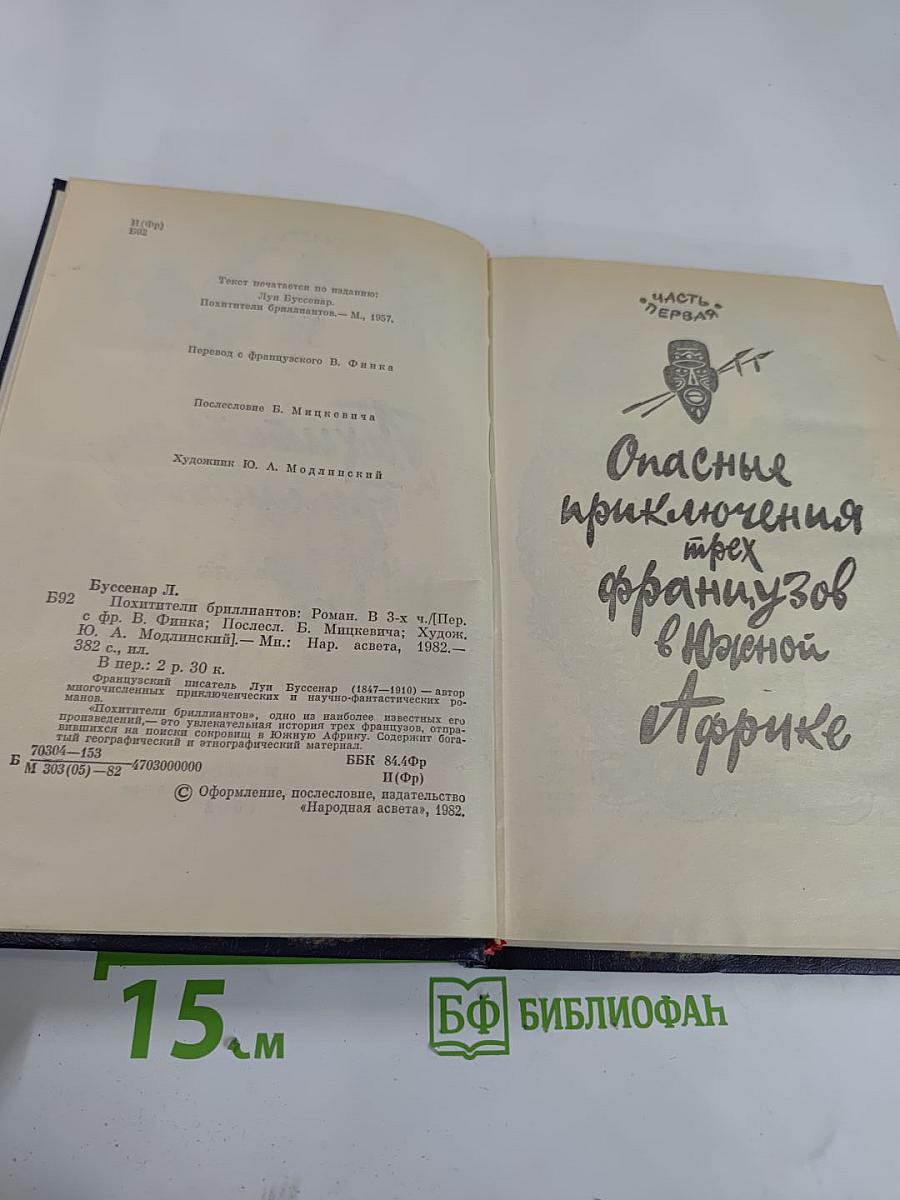 И(Фр)
Б92
Текст печатается по изданию:
Луи Буссенар.
Похитители бриллиантов.— М., 1957.
Перевод с французского В. Финка
Послесловие Б. Мицкевича
Художник Ю. А. Модлинский
Буссенар Л.
Б92 Похитители бриллиантов: Роман. В 3-х ч./[Пер.
с фр. В. Финка; Послесл. Б. Мицкевича; Худож.
Ю. А. Модлинский].— Мн.: Нар. асвета, 1982.—
382 с., ил.
В пер.: 2 р. 30 к.
Французский писатель Луи Буссенар (1847—1910) — автор
многочисленных приключенческих и научно-фантастических ро-
манов.
«Похитители бриллиантов», одно из наиболее известных его
произведений,— это увлекательная история трех французов, отпра-
вившихся на поиски сокровищ в Южную Африку. Содержит бога-
тый географический и этнографический материал.
Б 70304—153
М 303(05)—82 4703000000
ББК 84.4Фр
И(Фр)
© Оформление, послесловие, издательство
«Народная асвета», 1982.
ЧАСТЬ
ПЕРВАЯ
Опасные
приключения
трех
французов
в Южной
Африке
15 см
БФ БИБЛИОФАН